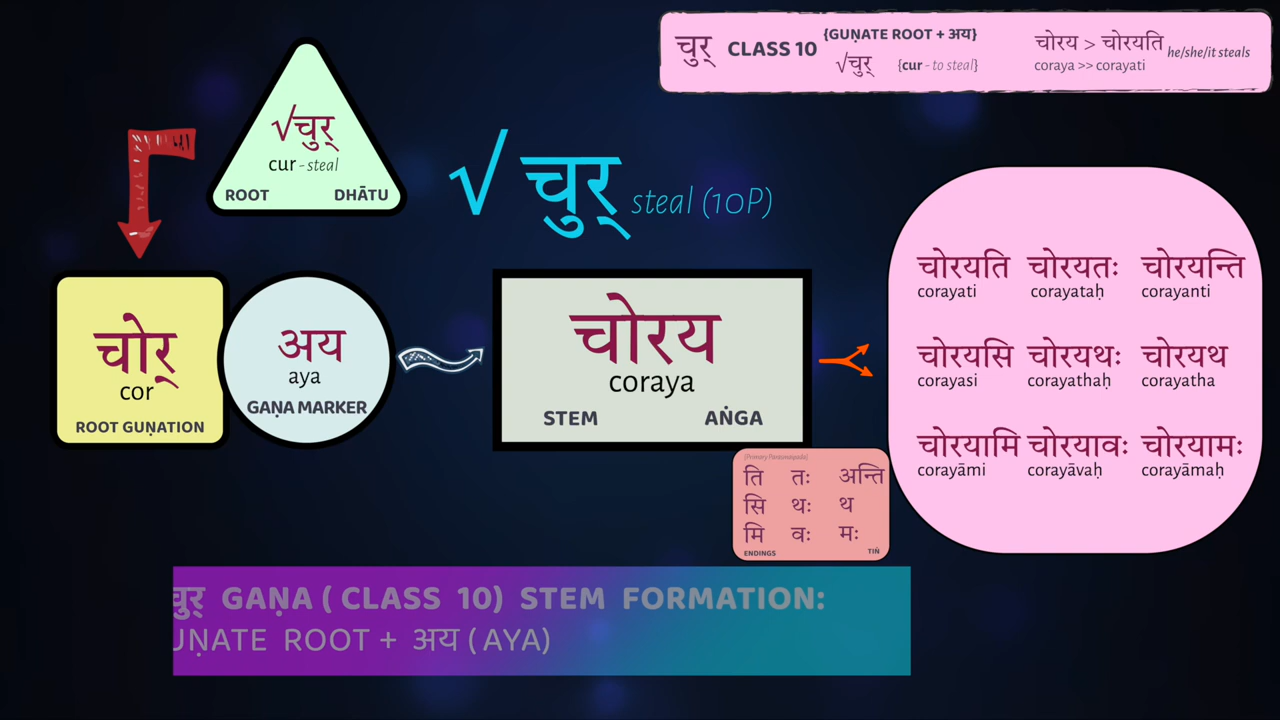 चुर् CLASS 10 {GUṆATE ROOT + अय}
√चुर् {cur - to steal}
चोरय > चोरयति he/she/it steals
coraya >> corayati
√चुर्
cur - steal
ROOT DHĀTU
√ चुर् steal (10P)
चोर्
cor
ROOT GUṆATION
अय
aya
GAṆA MARKER
चोरय
coraya
STEM AṄGA
चोरयति चोरयतः चोरयन्ति
corayati corayataḥ corayanti
चोरयसि चोरयथः चोरयथ
corayasi corayathaḥ corayatha
चोरयामि चोरयावः चोरयामः
corayāmi corayāvaḥ corayāmaḥ
{Primary Parasmaipada}
ति तः अन्ति
सि थः थ
मि वः मः
ENDINGS TIṄ
चुर् GAṆA ( CLASS 10) STEM FORMATION:
UṆATE ROOT + अय ( AYA)